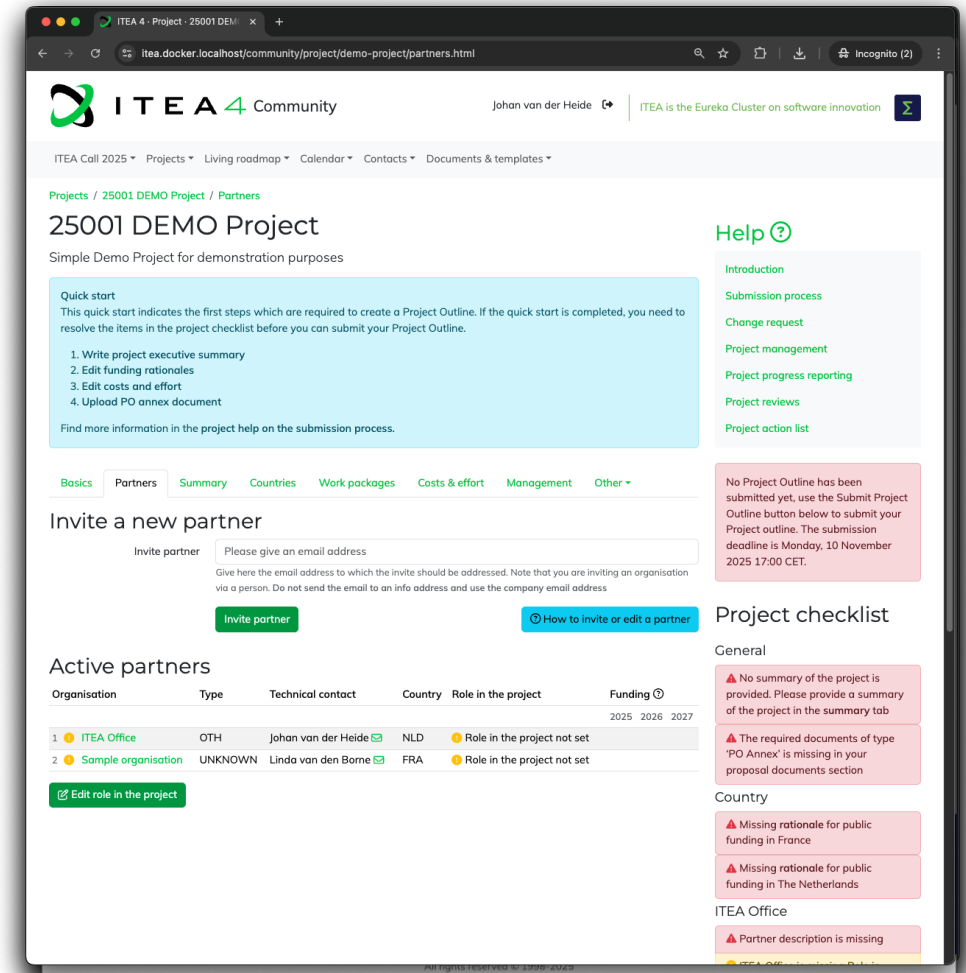 ITEA 4 · Project · 25001 DEM
itea.docker.localhost/community/project/demo-project/partners.html
Incognito (2)
ITEA 4 Community
Johan van der Heide
ITEA is the Eureka Cluster on software innovation
ITEA Call 2025 Projects Living roadmap Calendar Contacts Documents & templates
Projects / 25001 DEMO Project / Partners
25001 DEMO Project
Simple Demo Project for demonstration purposes
Quick start
This quick start indicates the first steps which are required to create a Project Outline. If the quick start is completed, you need to
resolve the items in the project checklist before you can submit your Project Outline.
1. Write project executive summary
2. Edit funding rationales
3. Edit costs and effort
4. Upload PO annex document
Find more information in the project help on the submission process.
Basics Partners Summary Countries Work packages Costs & effort Management Other
Invite a new partner
Invite partner Please give an email address
Give here the email address to which the invite should be addressed. Note that you are inviting an organisation
via a person. Do not send the email to an info address and use the company email address
Invite partner
How to invite or edit a partner
Active partners
Organisation Type Technical contact Country Role in the project Funding
2025 2026 2027
1 ITEA Office OTH Johan van der Heide NLD Role in the project not set
2 Sample organisation UNKNOWN Linda van den Borne FRA Role in the project not set
Edit role in the project
Help
Introduction
Submission process
Change request
Project management
Project progress reporting
Project reviews
Project action list
No Project Outline has been
submitted yet, use the Submit Project
Outline button below to submit your
Project outline. The submission
deadline is Monday, 10 November
2025 17:00 CET.
Project checklist
General
No summary of the project is
provided. Please provide a summary
of the project in the summary tab
The required documents of type
'PO Annex' is missing in your
proposal documents section
Country
Missing rationale for public
funding in France
Missing rationale for public
funding in The Netherlands
ITEA Office
Partner description is missing
ITEA Office is missing Role in
All rights reserved © 1998-2025